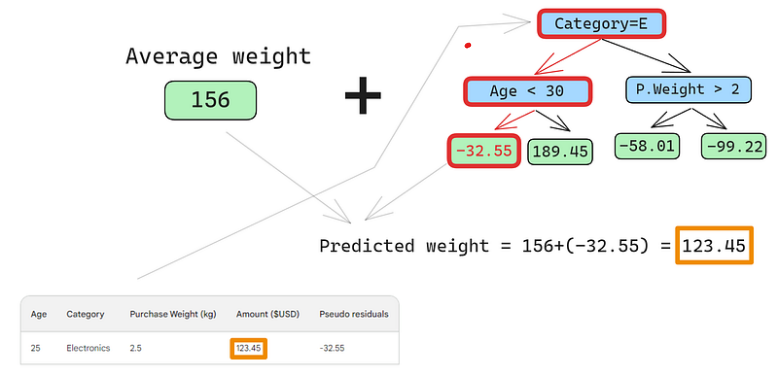 Category=E
Average weight
156
+
Age < 30
P.Weight > 2
-32.55
189.45
-58.01
-99.22
Predicted weight = 156+(-32.55) = 123.45
Age Category Purchase Weight (kg) Amount ($USD) Pseudo residuals
25 Electronics 2.5 123.45 -32.55